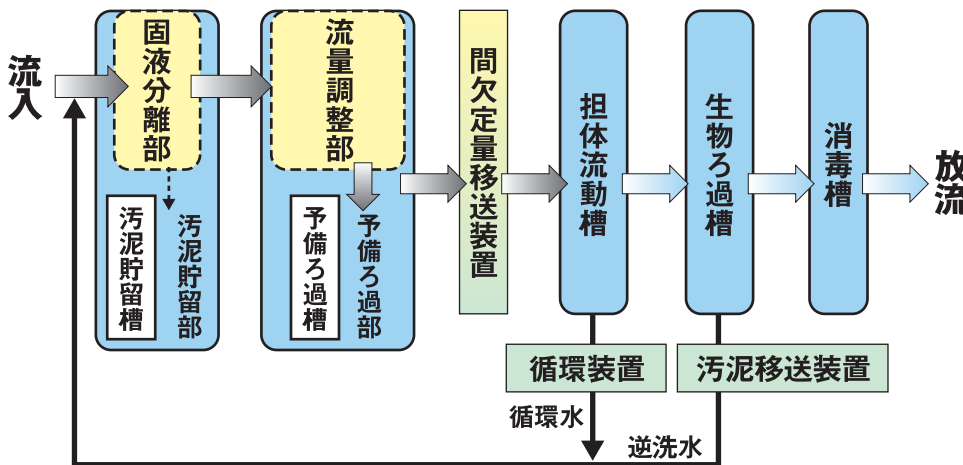 流入
固液分離部
汚泥貯留槽
汚泥貯留部
流量調整部
予備ろ過槽
予備ろ過部
間欠定量移送装置
担体流動槽
生物ろ過槽
消毒槽
放流
循環装置
汚泥移送装置
循環水
逆洗水